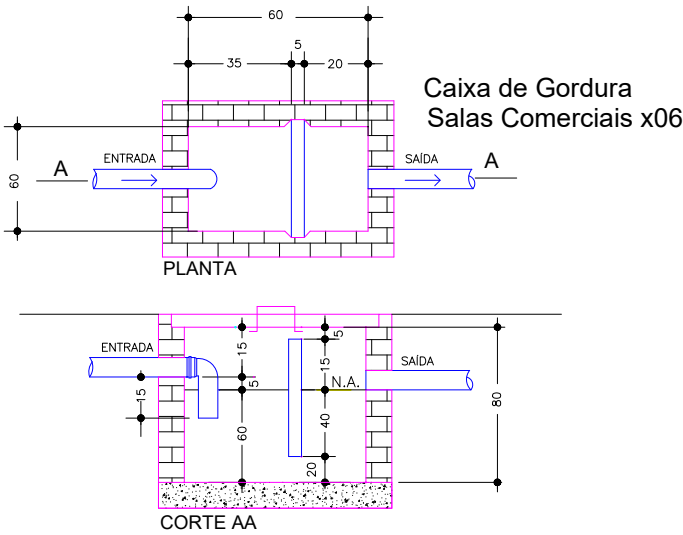 60
5
35
20
Caixa de Gordura
Salas Comerciais x06
60
A
ENTRADA
SAÍDA
A
PLANTA
ENTRADA
15
15
5
60
5
15
N.A.
40
20
SAÍDA
80
CORTE AA